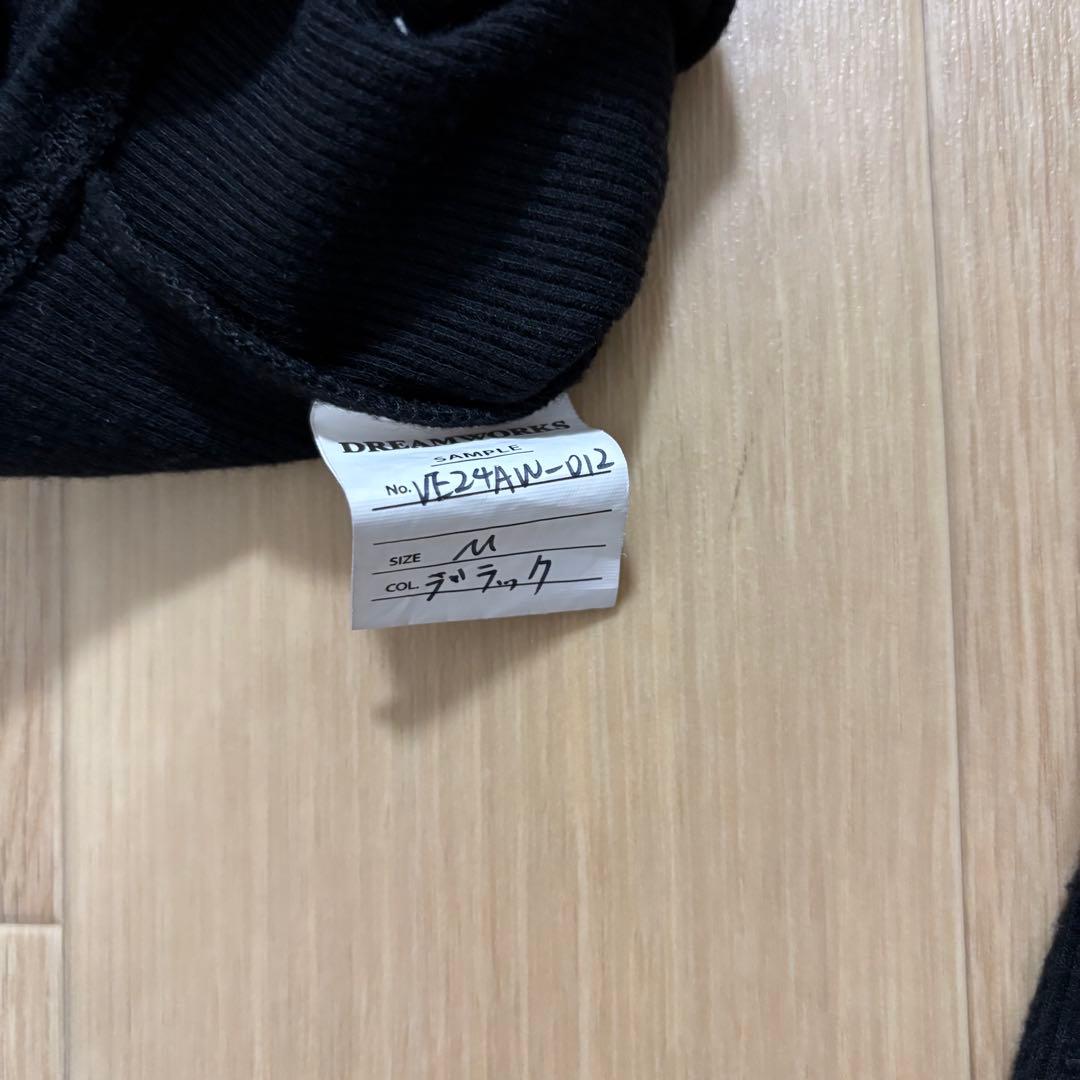 DREAMWORKS
SAMPLE
No. VE24AW-012
SIZE M
COL. ブラック